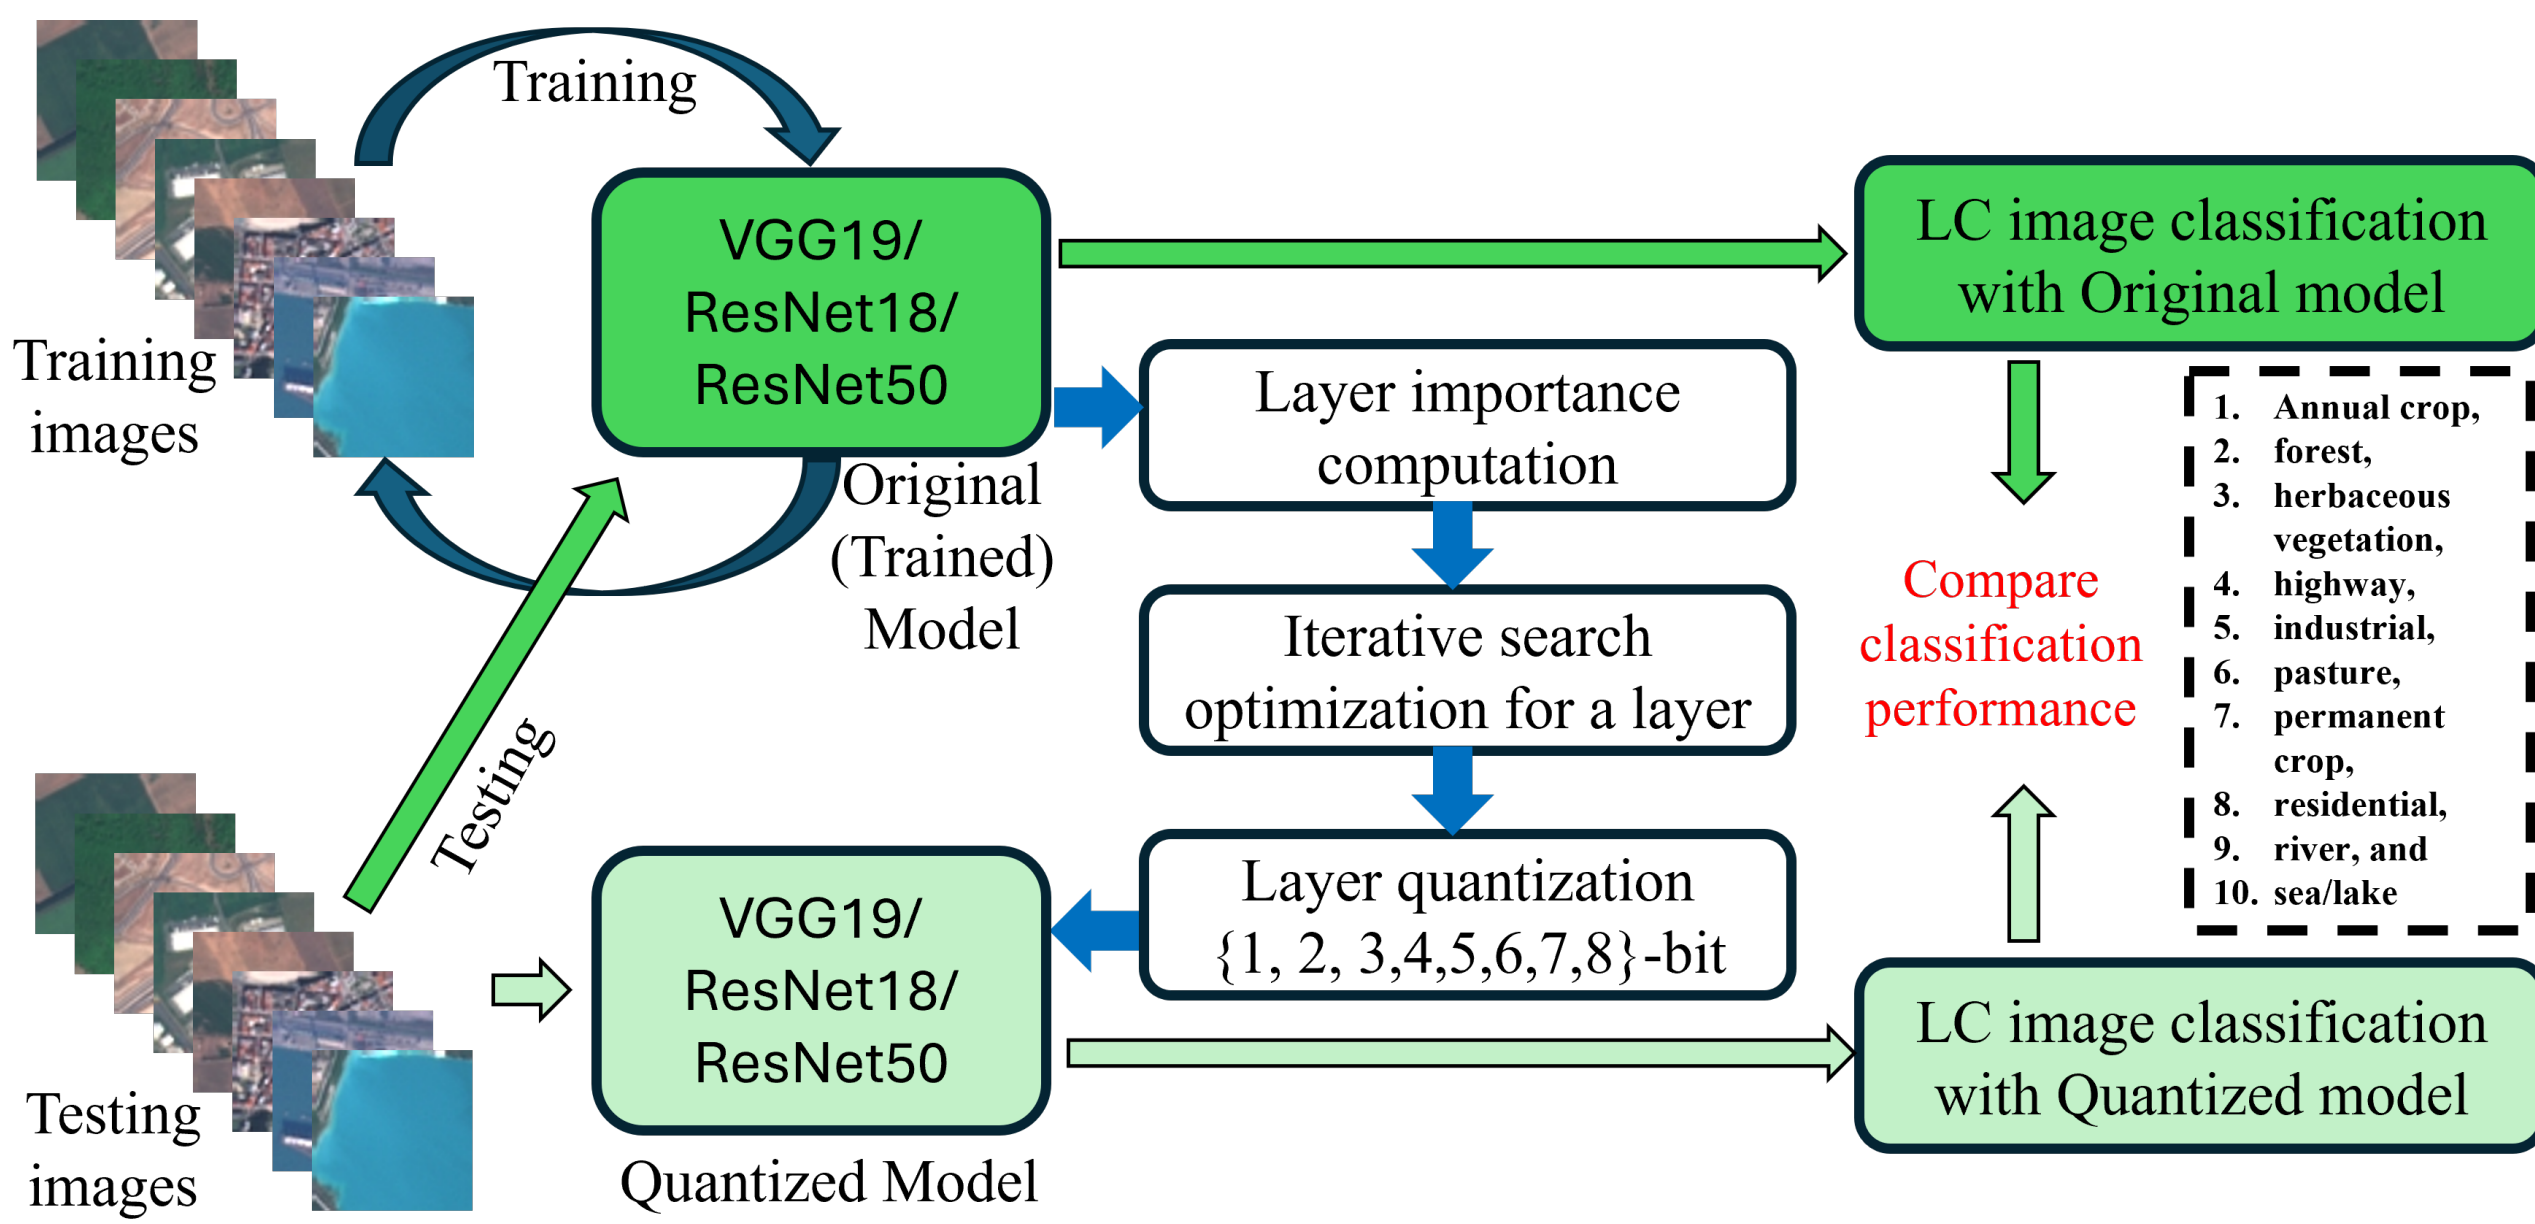 Training
Training
images
VGG19/
ResNet18/
ResNet50
Original
(Trained)
Model
Layer importance
computation
Iterative search
optimization for a layer
Layer quantization
{1, 2, 3,4,5,6,7,8}-bit
LC image classification
with Original model
Compare
classification
performance
1. Annual crop,
2. forest,
3. herbaceous
vegetation,
4. highway,
5. industrial,
6. pasture,
7. permanent
crop,
8. residential,
9. river, and
10. sea/lake
Testing
Testing
images
VGG19/
ResNet18/
ResNet50
Quantized Model
LC image classification
with Quantized model